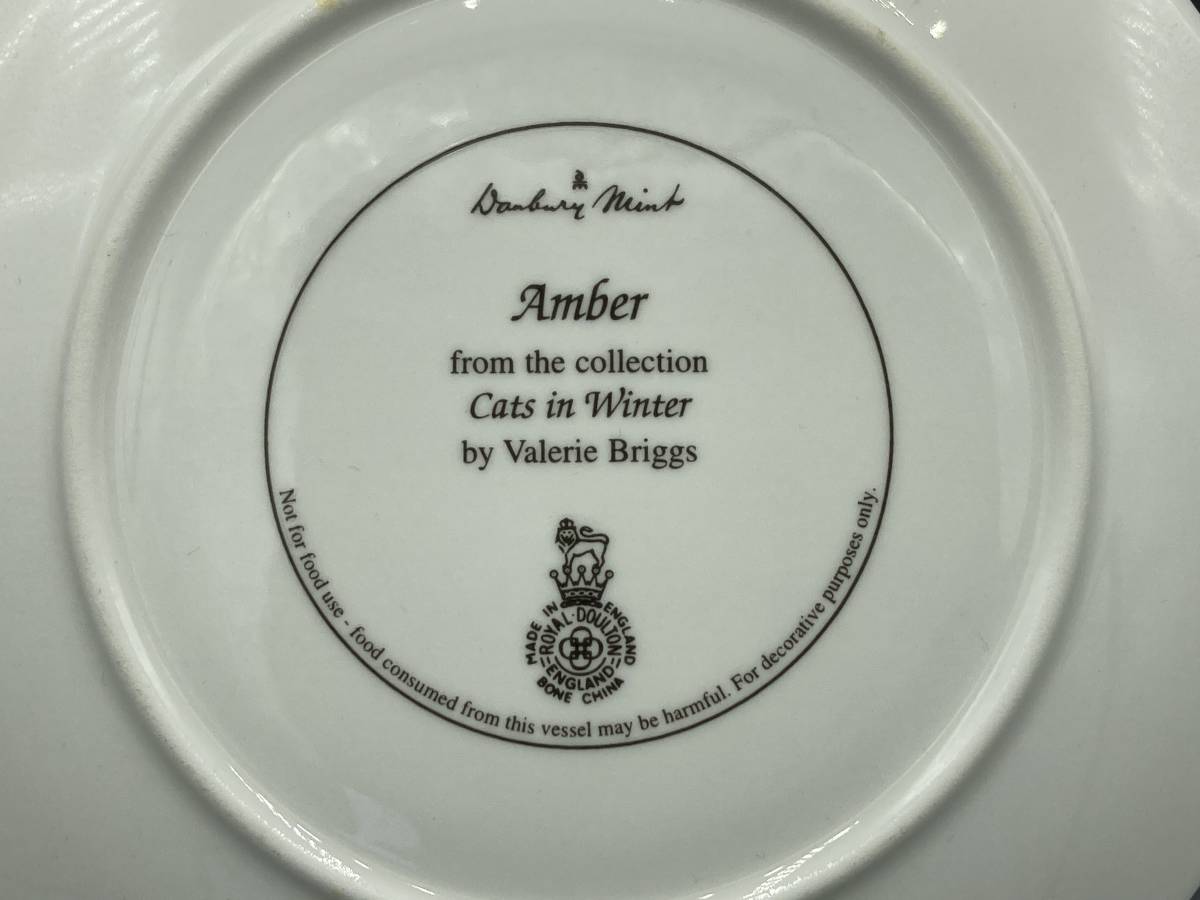 Danbury Mint
Amber
from the collection
Cats in Winter
by Valerie Briggs
MADE IN ENGLAND
ROYAL·DOULTON
ENGLAND
BONE CHINA
Not for food use - food consumed from this vessel may be harmful. For decorative purposes only.